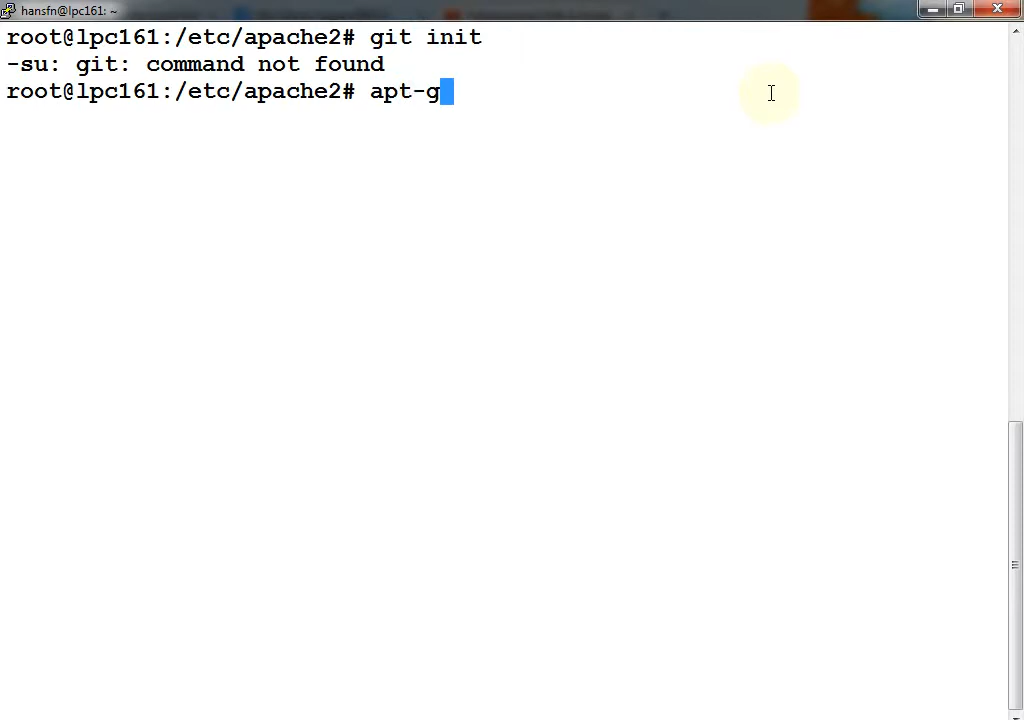 hansfn@lpc161: ~
root@lpc161:/etc/apache2# git init
-su: git: command not found
root@lpc161:/etc/apache2# apt-g